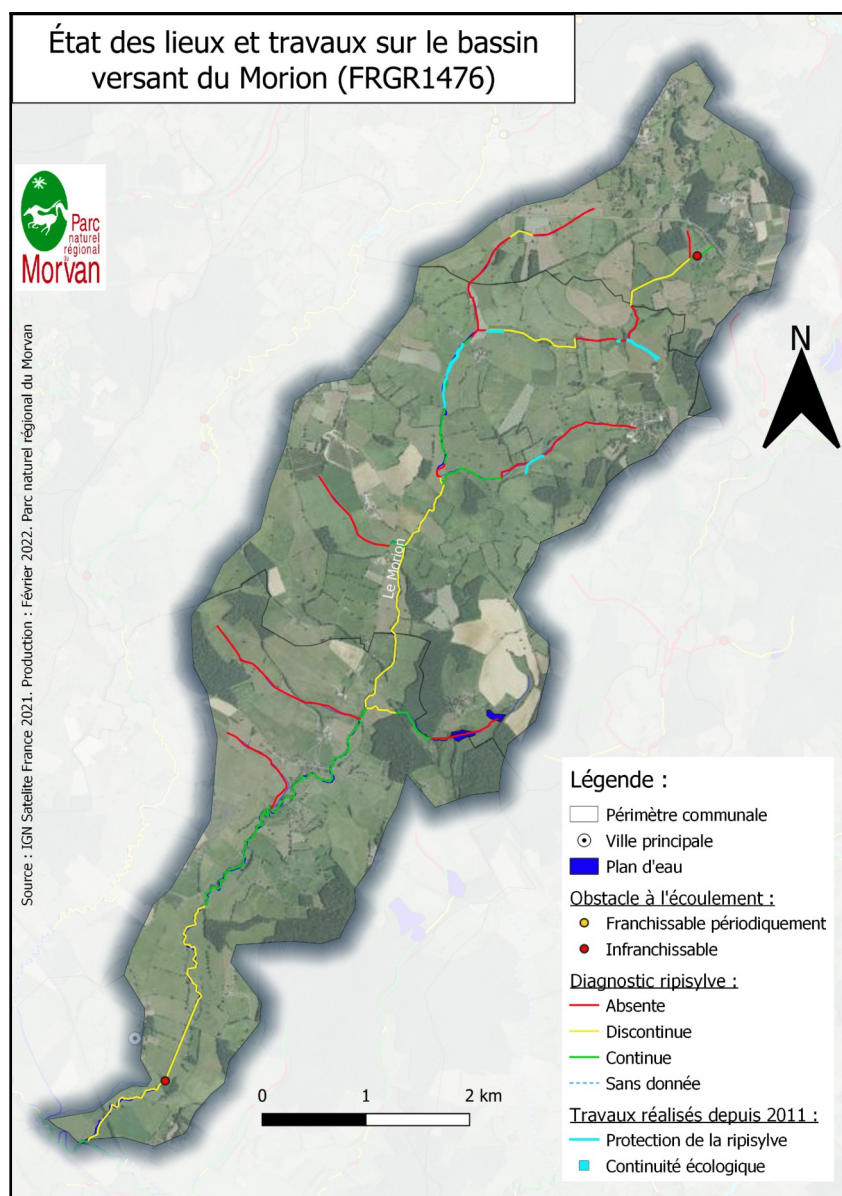 État des lieux et travaux sur le bassin
versant du Morion (FRGR1476)
Parc
naturel
régional
du
Morvan
Source : IGN Satelite France 2021. Production : Février 2022. Parc naturel régional du Morvan
N
Le Morion
Légende :
Périmètre communale
Ville principale
Plan d'eau
Obstacle à l'écoulement :
Franchissable périodiquement
Infranchissable
Diagnostic ripisylve :
Absente
Discontinue
Continue
Sans donnée
Travaux réalisés depuis 2011 :
Protection de la ripisylve
Continuité écologique
0 1 2 km